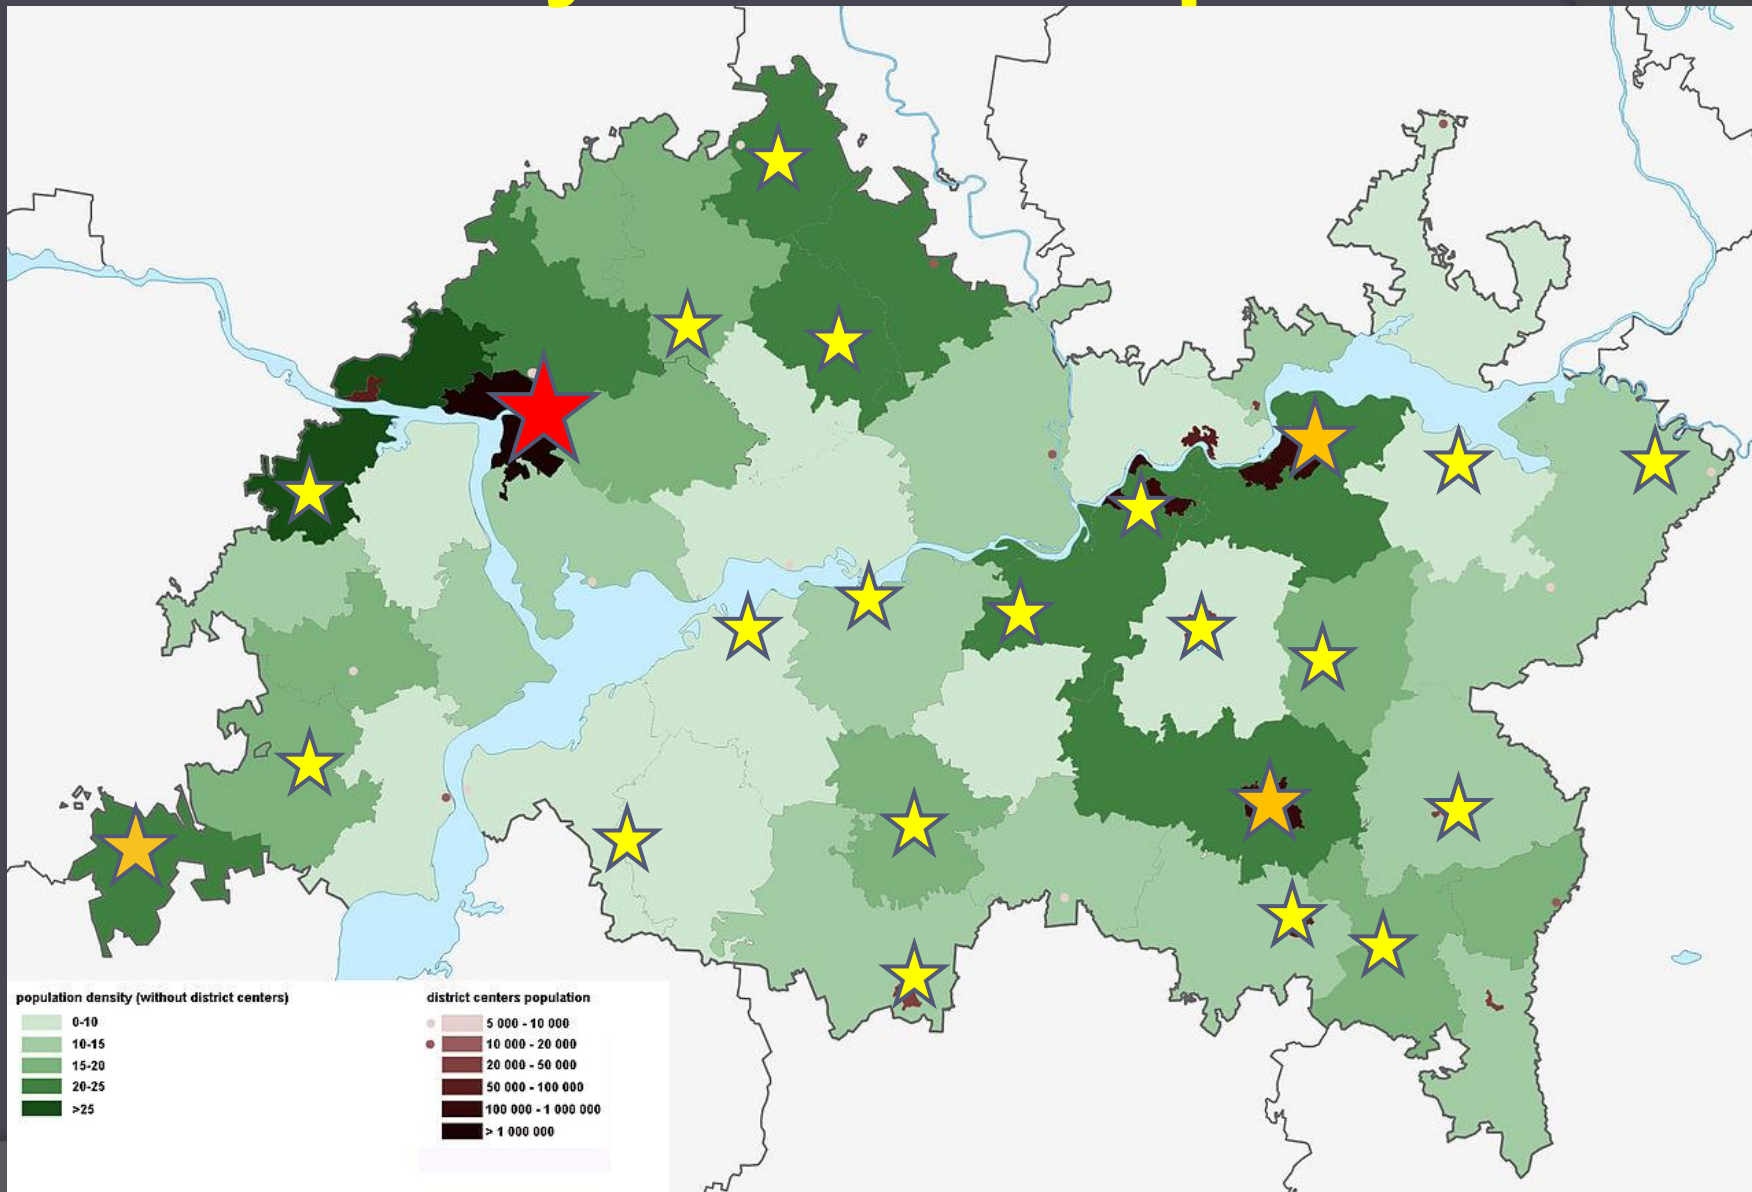 population density (without district centers)
0-10
10-15
15-20
20-25
>25
district centers population
5 000 - 10 000
10 000 - 20 000
20 000 - 50 000
50 000 - 100 000
100 000 - 1 000 000
> 1 000 000